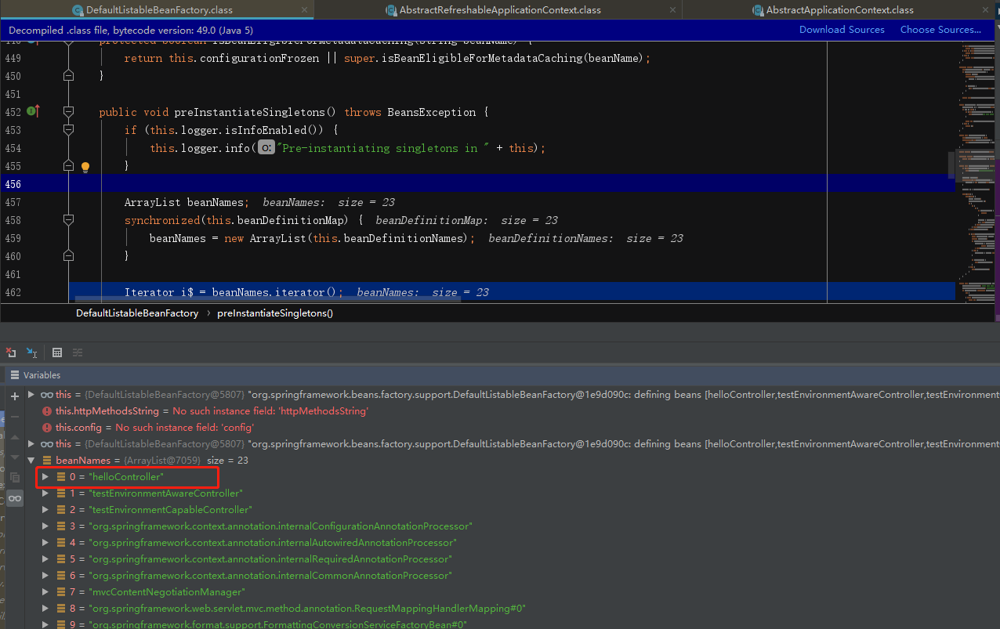 DefaultListableBeanFactory.class AbstractRefreshableApplicationContext.class AbstractApplicationContext.class
Decompiled .class file, bytecode version: 49.0 (Java 5) Download Sources Choose Sources...
448 protected boolean isBeanEligibleForMetadataCaching(String beanName) {
449 return this.configurationFrozen || super.isBeanEligibleForMetadataCaching(beanName);
450 }
451
452 public void preInstantiateSingletons() throws BeansException {
453 if (this.logger.isInfoEnabled()) {
454 this.logger.info( o: "Pre-instantiating singletons in " + this);
455 }
456
457 ArrayList beanNames; beanNames: size = 23
458 synchronized(this.beanDefinitionMap) { beanDefinitionMap: size = 23
459 beanNames = new ArrayList(this.beanDefinitionNames); beanDefinitionNames: size = 23
460 }
461
462 Iterator i$ = beanNames.iterator(); beanNames: size = 23
DefaultListableBeanFactory › preInstantiateSingletons()
Variables
this = {DefaultListableBeanFactory@5807} "org.springframework.beans.factory.support.DefaultListableBeanFactory@1e9d090c: defining beans [helloController,testEnvironmentAwareController,testEnvironment
this.httpMethodsString = No such instance field: 'httpMethodsString'
this.config = No such instance field: 'config'
this = {DefaultListableBeanFactory@5807} "org.springframework.beans.factory.support.DefaultListableBeanFactory@1e9d090c: defining beans [helloController,testEnvironmentAwareController,testEnvironment
beanNames = {ArrayList@7059} size = 23
0 = "helloController"
1 = "testEnvironmentAwareController"
2 = "testEnvironmentCapableController"
3 = "org.springframework.context.annotation.internalConfigurationAnnotationProcessor"
4 = "org.springframework.context.annotation.internalAutowiredAnnotationProcessor"
5 = "org.springframework.context.annotation.internalRequiredAnnotationProcessor"
6 = "org.springframework.context.annotation.internalCommonAnnotationProcessor"
7 = "mvcContentNegotiationManager"
8 = "org.springframework.web.servlet.mvc.method.annotation.RequestMappingHandlerMapping#0"
9 = "org.springframework.format.support.FormattingConversionServiceFactoryBean#0"